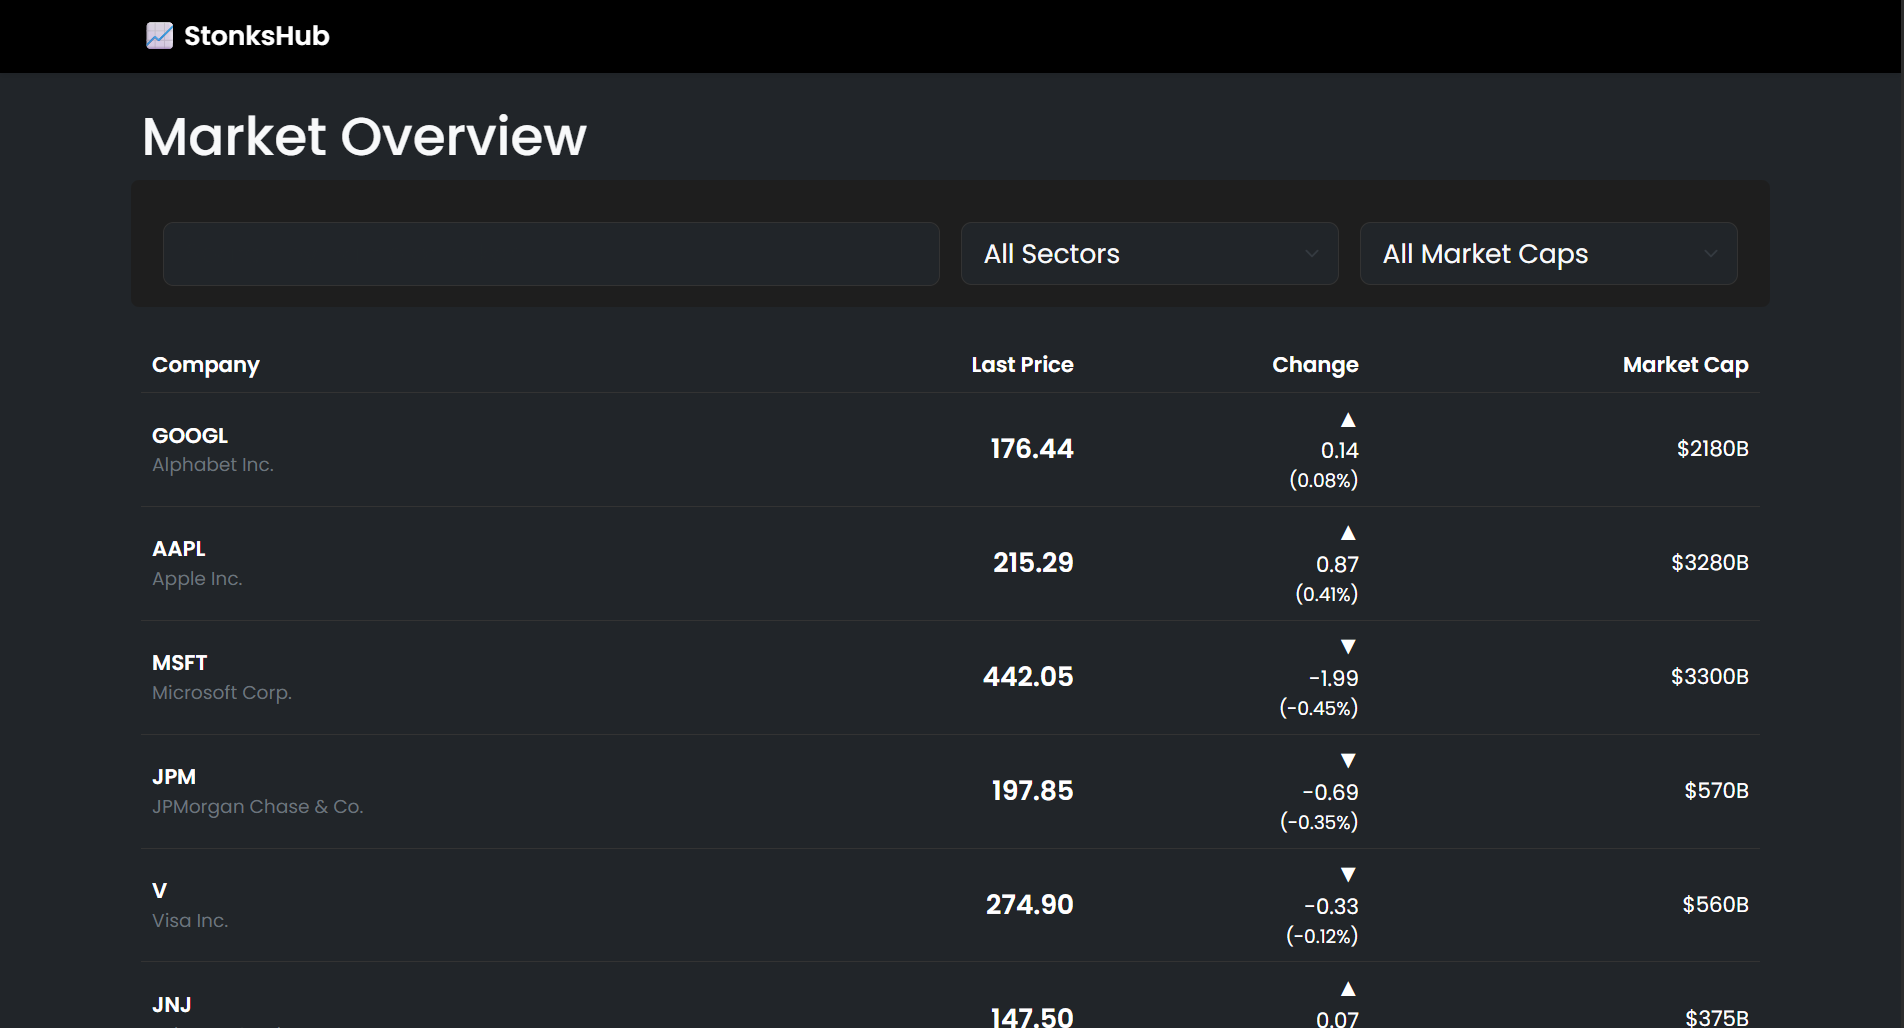 StonksHub
Market Overview
All Sectors
All Market Caps
Company Last Price Change Market Cap
GOOGL
Alphabet Inc.
176.44
▲
0.14
(0.08%)
$2180B
AAPL
Apple Inc.
215.29
▲
0.87
(0.41%)
$3280B
MSFT
Microsoft Corp.
442.05
▼
-1.99
(-0.45%)
$3300B
JPM
JPMorgan Chase & Co.
197.85
▼
-0.69
(-0.35%)
$570B
V
Visa Inc.
274.90
▼
-0.33
(-0.12%)
$560B
JNJ
147.50
▲
0.07
$375B